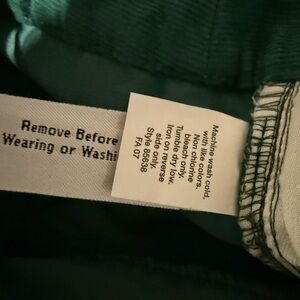 Remove Before
Wearing or Washi
Machine wash cold,
with like colors.
Non chlorine
bleach only.
Tumble dry low.
Iron on reverse
side only.
Style 85638
FA 07